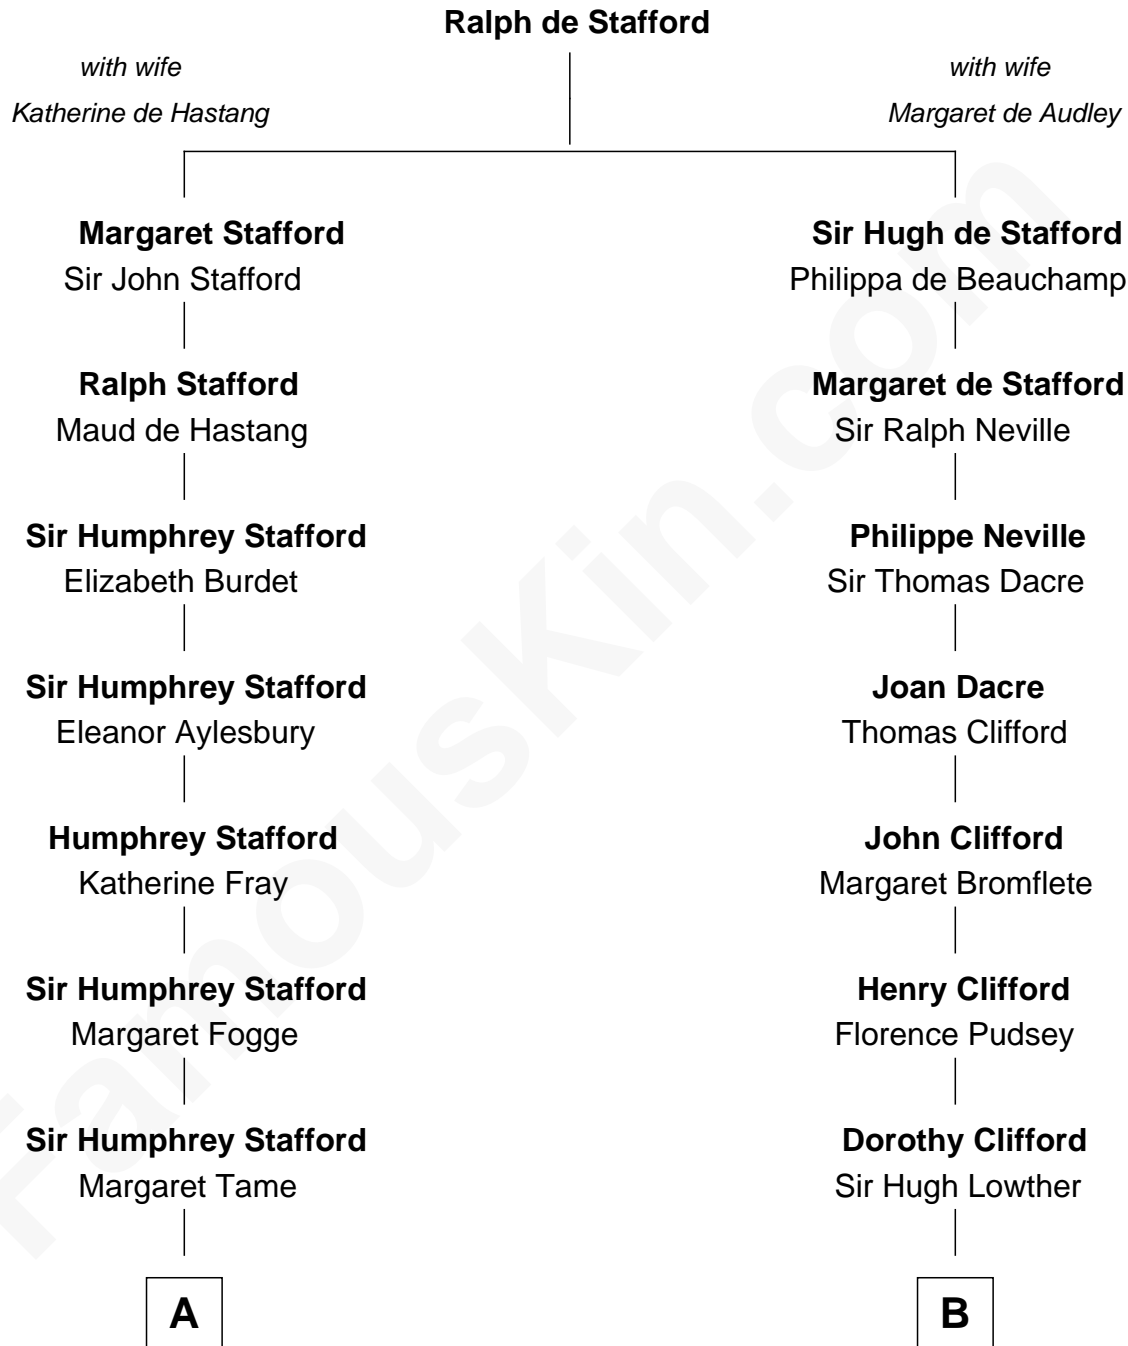 Ralph de Stafford
with wife
Katherine de Hastang
with wife
Margaret de Audley
Margaret Stafford
Sir John Stafford
Sir Hugh de Stafford
Philippa de Beauchamp
Ralph Stafford
Maud de Hastang
Margaret de Stafford
Sir Ralph Neville
Sir Humphrey Stafford
Elizabeth Burdet
Philippe Neville
Sir Thomas Dacre
Sir Humphrey Stafford
Eleanor Aylesbury
Joan Dacre
Thomas Clifford
Humphrey Stafford
Katherine Fray
John Clifford
Margaret Bromflete
Sir Humphrey Stafford
Margaret Fogge
Henry Clifford
Florence Pudsey
Sir Humphrey Stafford
Margaret Tame
Dorothy Clifford
Sir Hugh Lowther
A
B
FamousKin.com